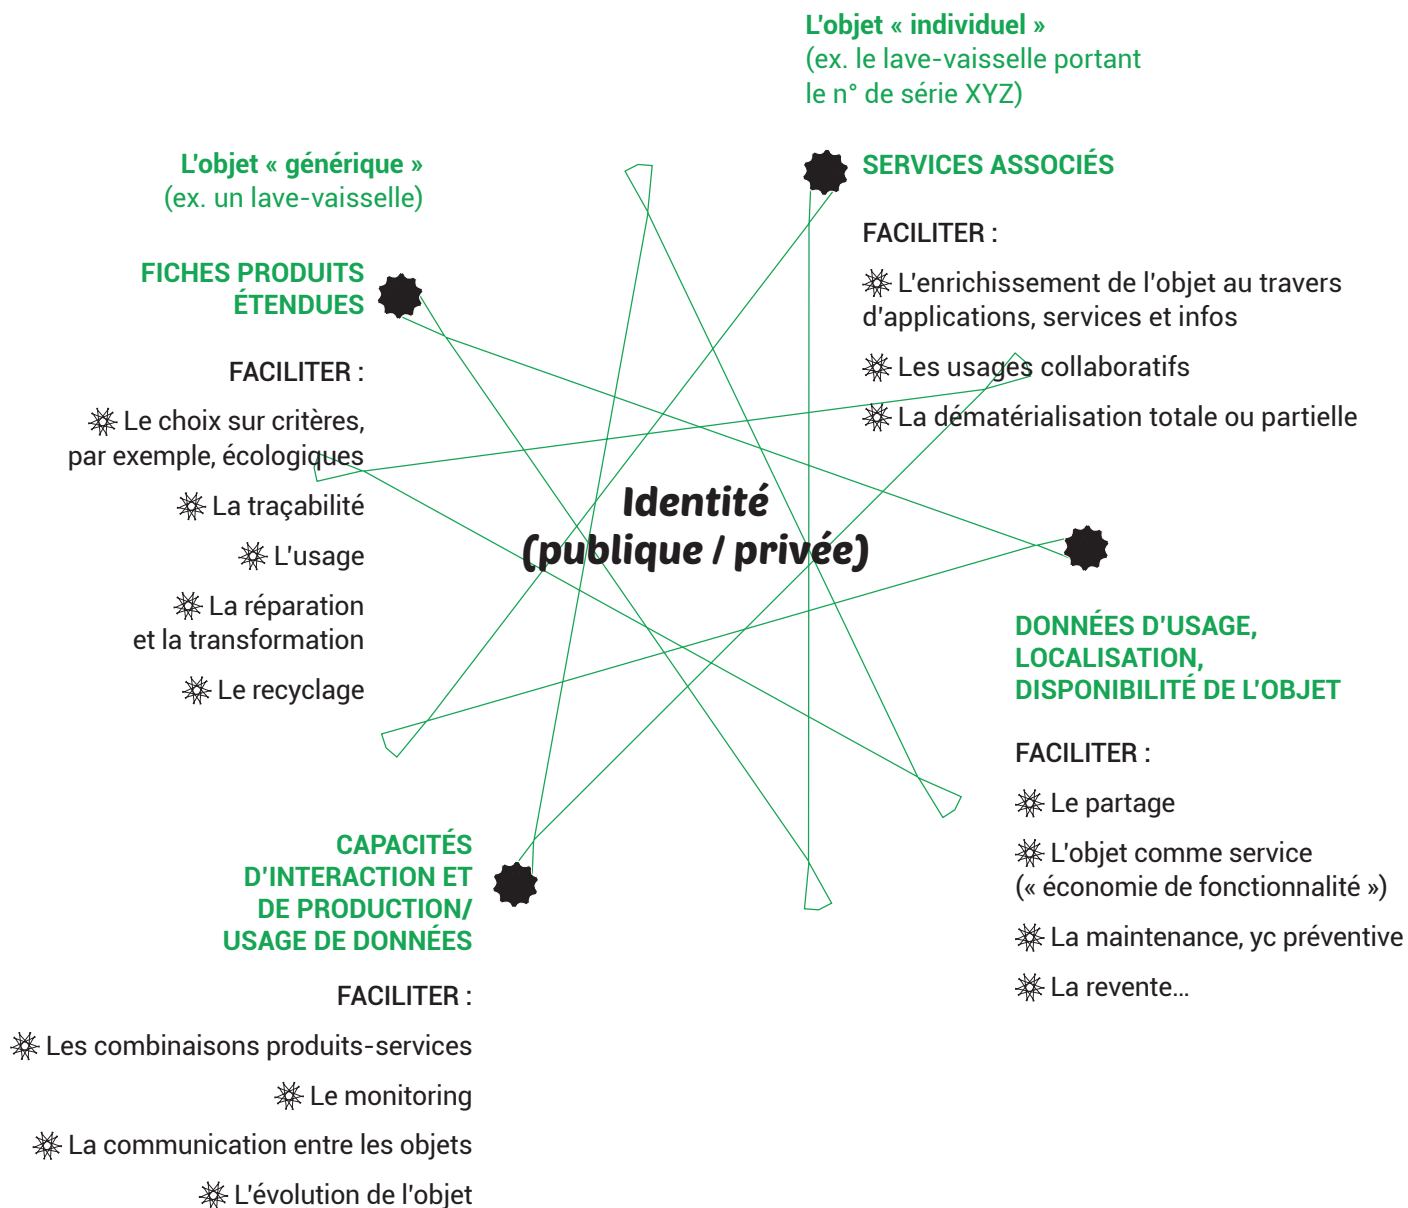 L'objet « individuel »
(ex. le lave-vaisselle portant
le n° de série XYZ)
L'objet « générique »
(ex. un lave-vaisselle)
SERVICES ASSOCIÉS
FACILITER :
L'enrichissement de l'objet au travers
d'applications, services et infos
Les usages collaboratifs
La dématérialisation totale ou partielle
FICHES PRODUITS
ÉTENDUES
FACILITER :
Le choix sur critères,
par exemple, écologiques
La traçabilité
L'usage
La réparation
et la transformation
Le recyclage
Identité
(publique / privée)
DONNÉES D'USAGE,
LOCALISATION,
DISPONIBILITÉ DE L'OBJET
FACILITER :
Le partage
L'objet comme service
(« économie de fonctionnalité »)
La maintenance, yc préventive
La revente...
CAPACITÉS
D'INTERACTION ET
DE PRODUCTION/
USAGE DE DONNÉES
FACILITER :
Les combinaisons produits-services
Le monitoring
La communication entre les objets
L'évolution de l'objet